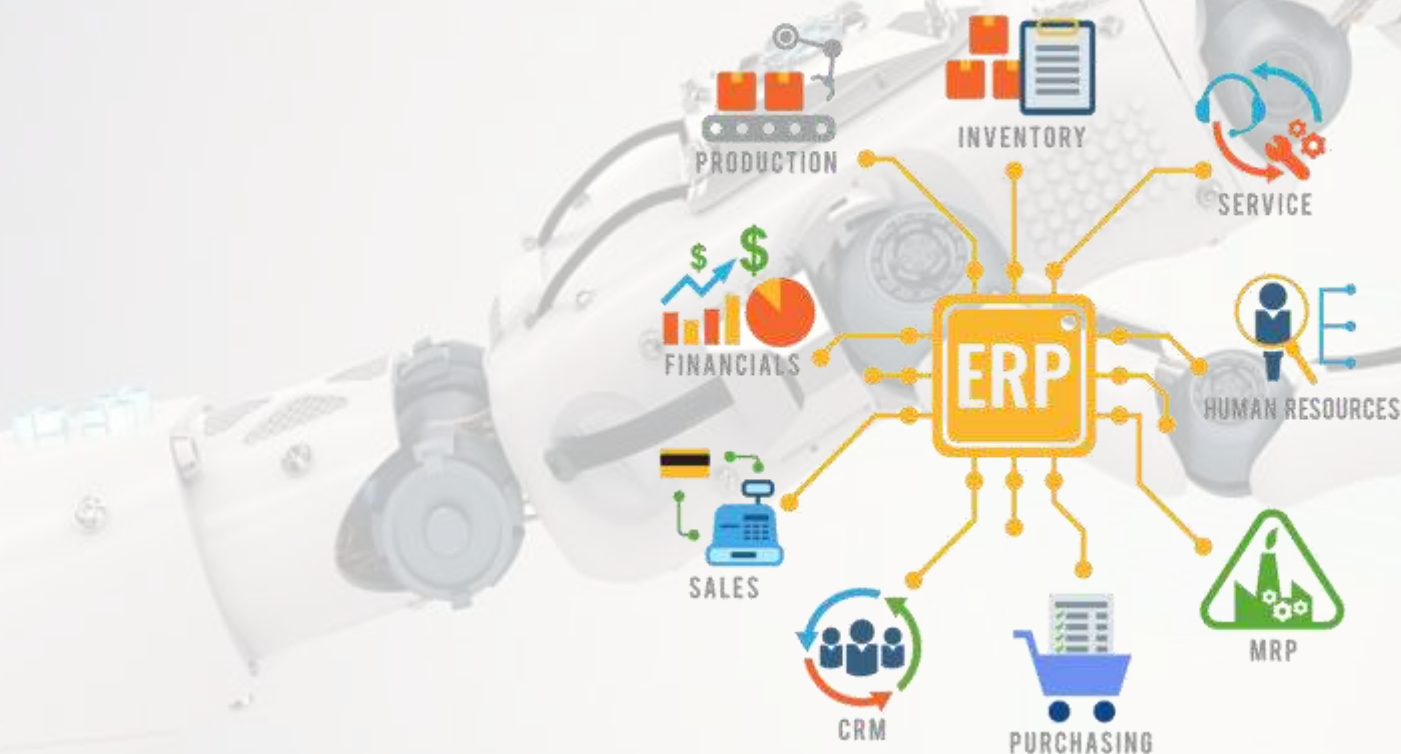 PRODUCTION
INVENTORY
SERVICE
FINANCIALS
ERP
HUMAN RESOURCES
SALES
MRP
CRM
PURCHASING